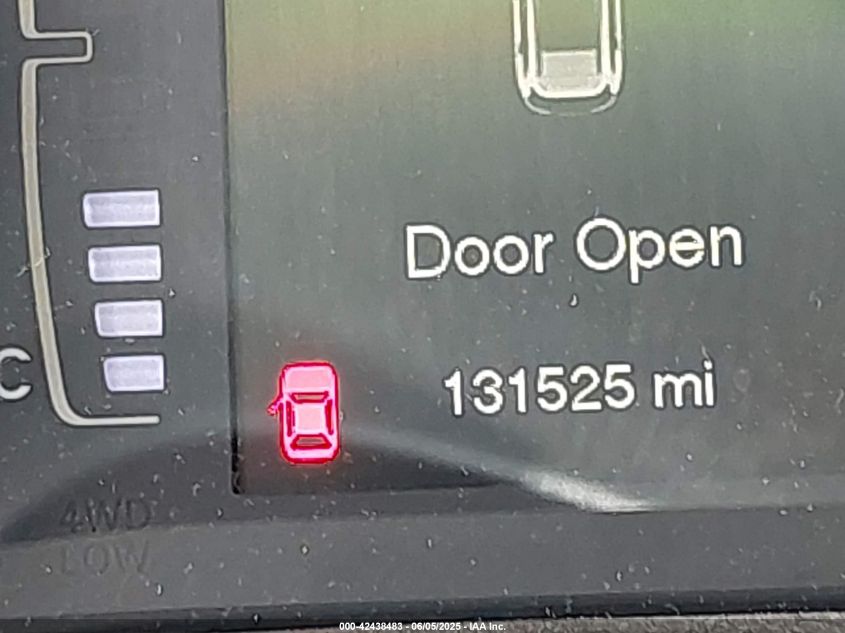 Door Open
C
131525 mi
4WD
LOW
000-42438483 - 06/05/2025 - IAA Inc.